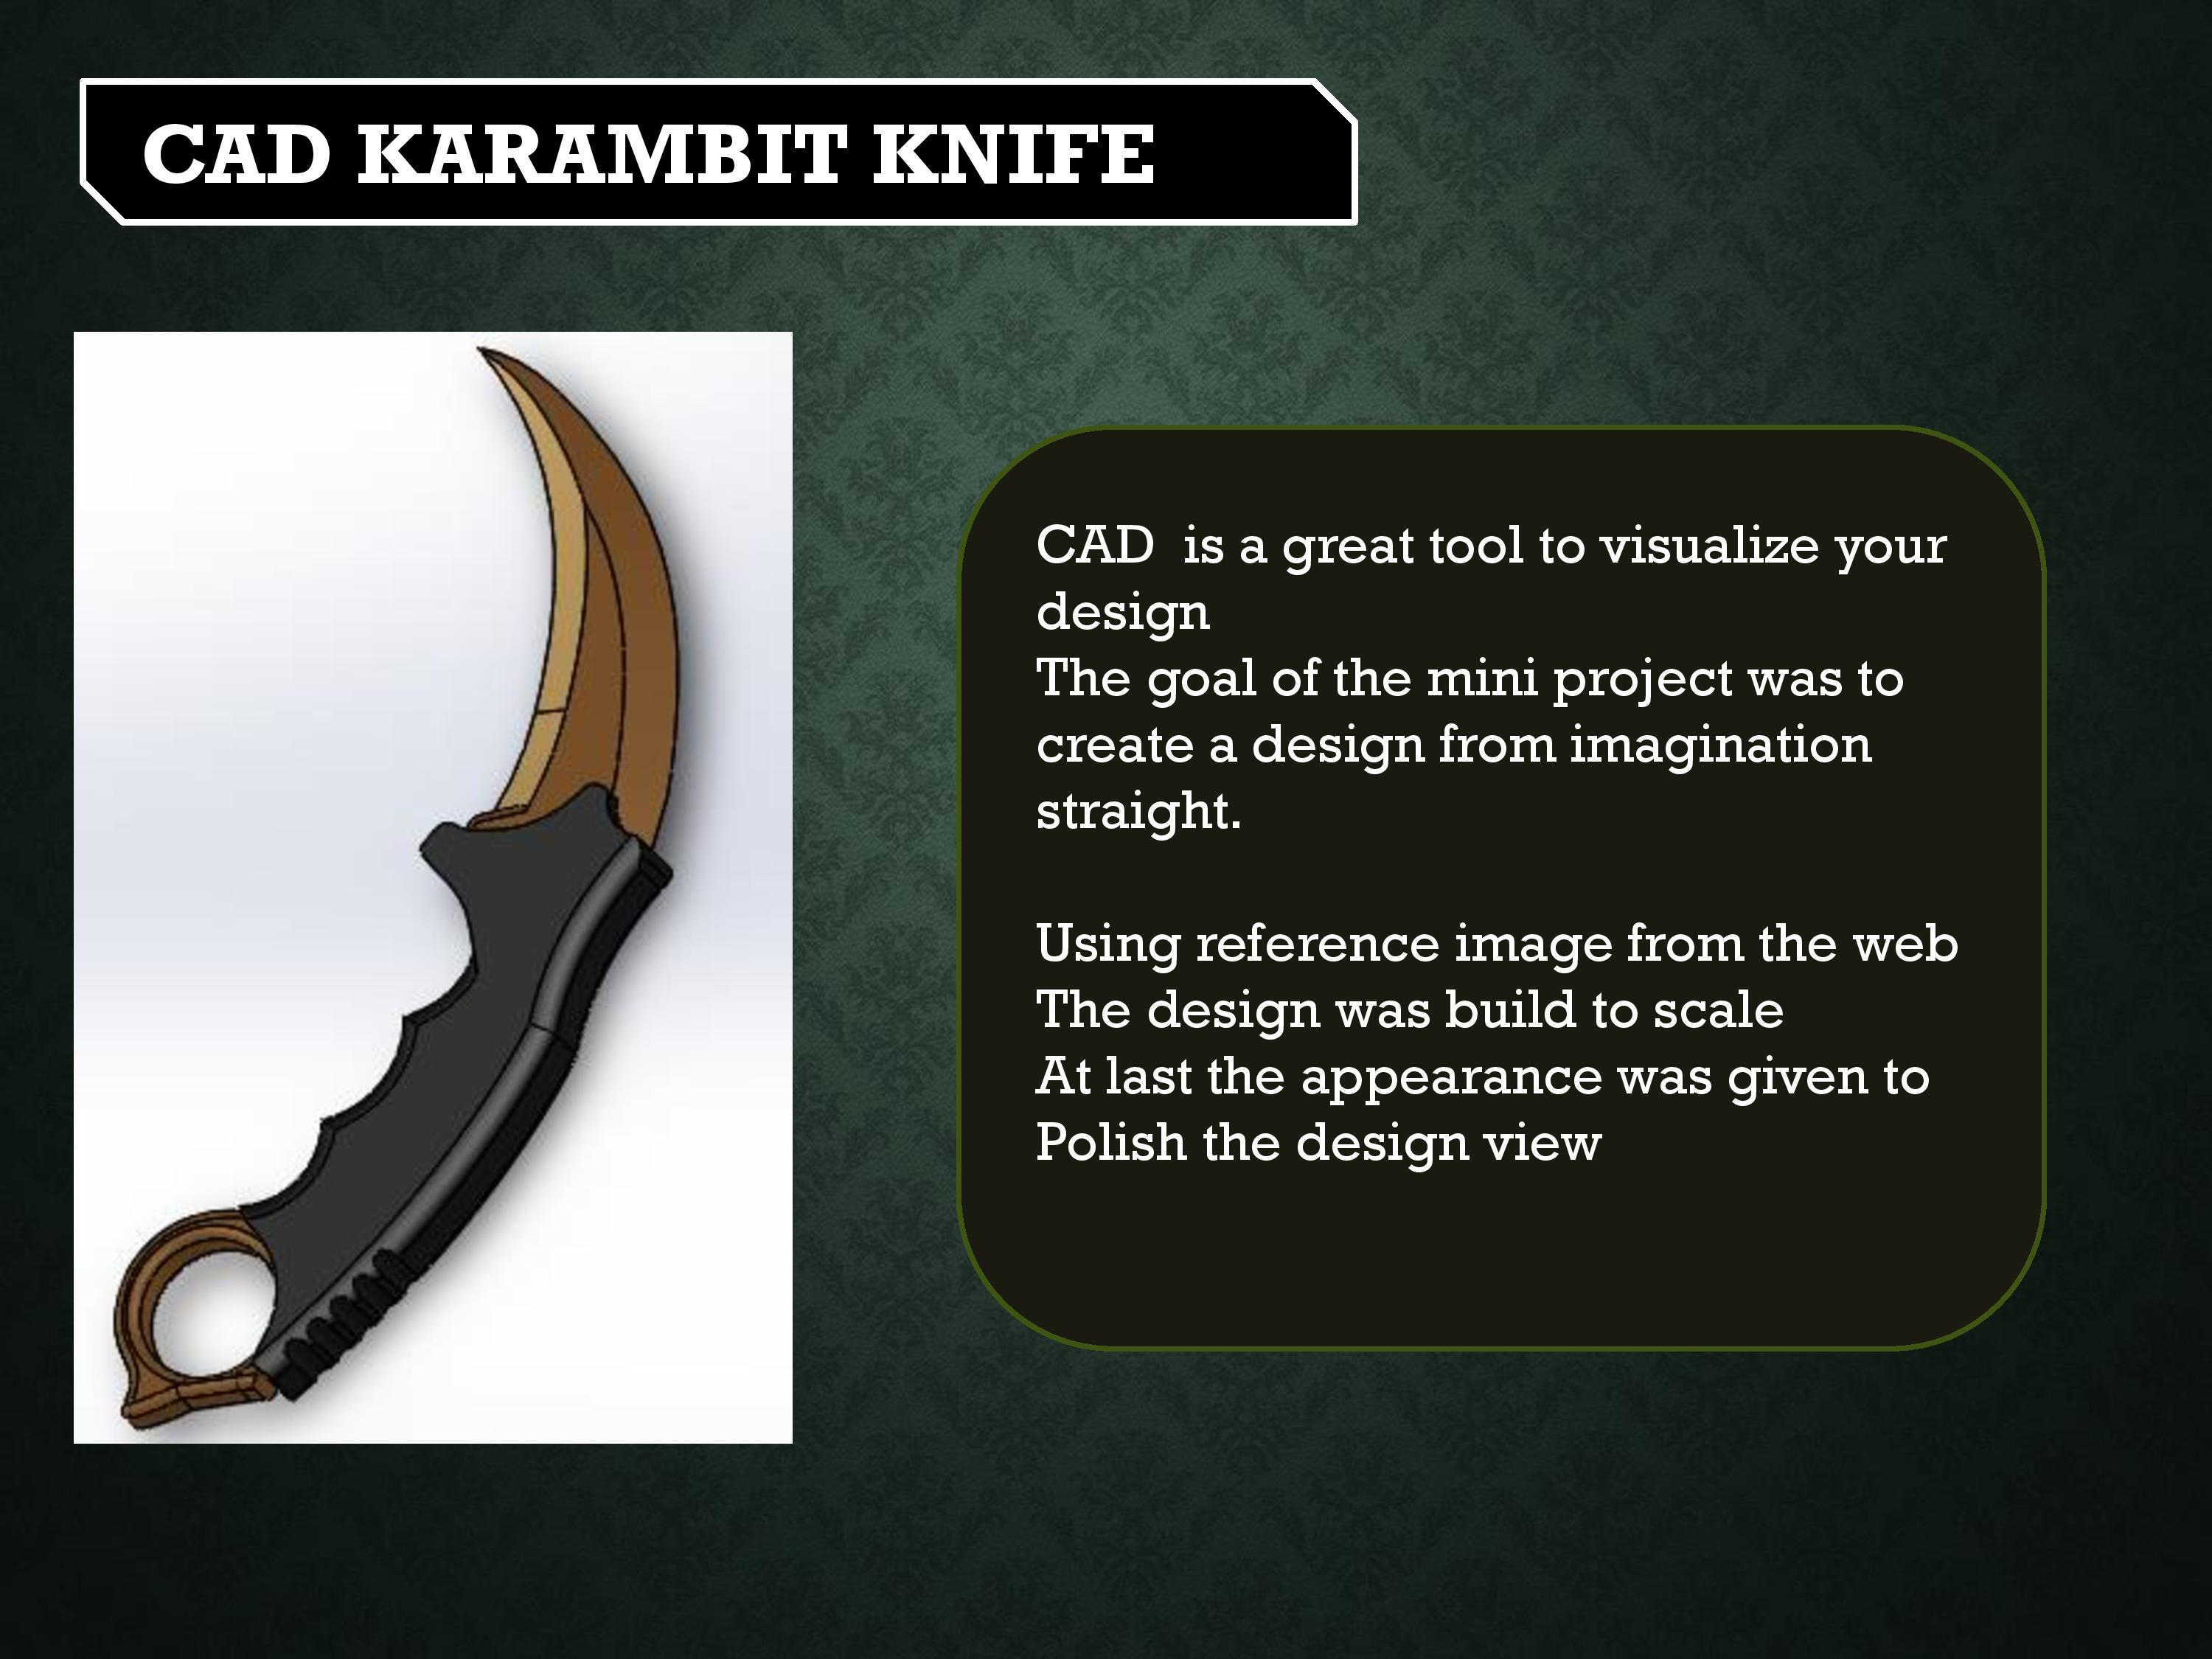 CAD KARAMBIT KNIFE
CAD  is a great tool to visualize your
design
The goal of the mini project was to
create a design from imagination
straight.
Using reference image from the web
The design was build to scale
At last the appearance was given to
Polish the design view